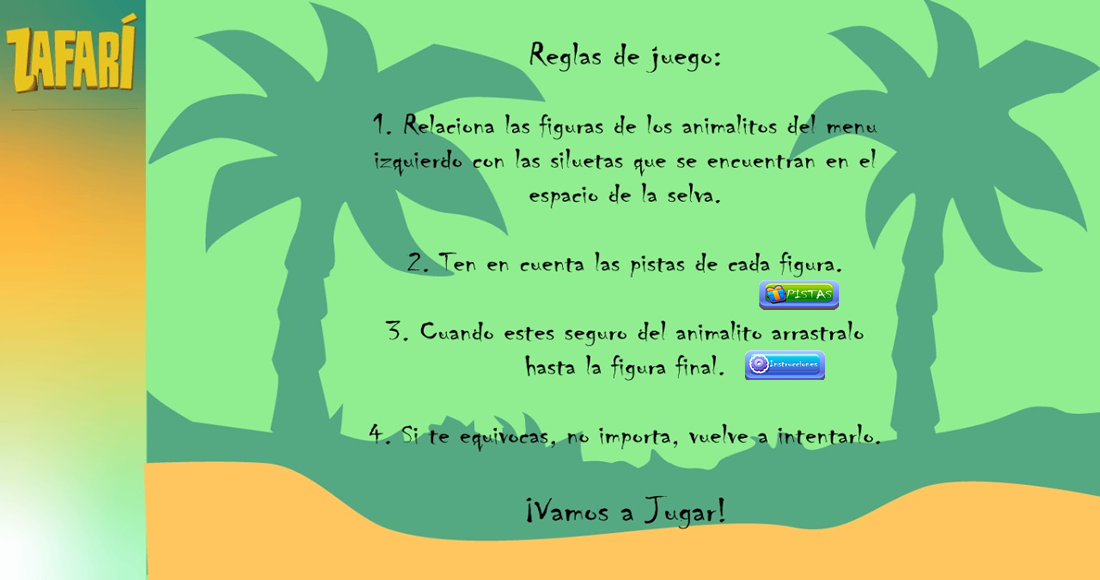 ZAFARÍ
Reglas de juego:
1. Relaciona las figuras de los animalitos del menu
izquierdo con las siluetas que se encuentran en el
espacio de la selva.
2. Ten en cuenta las pistas de cada figura.
PISTAS
3. Cuando estes seguro del animalito arrastralo
hasta la figura final.
Instrucciones
4. Si te equivocas, no importa, vuelve a intentarlo.
¡Vamos a Jugar!